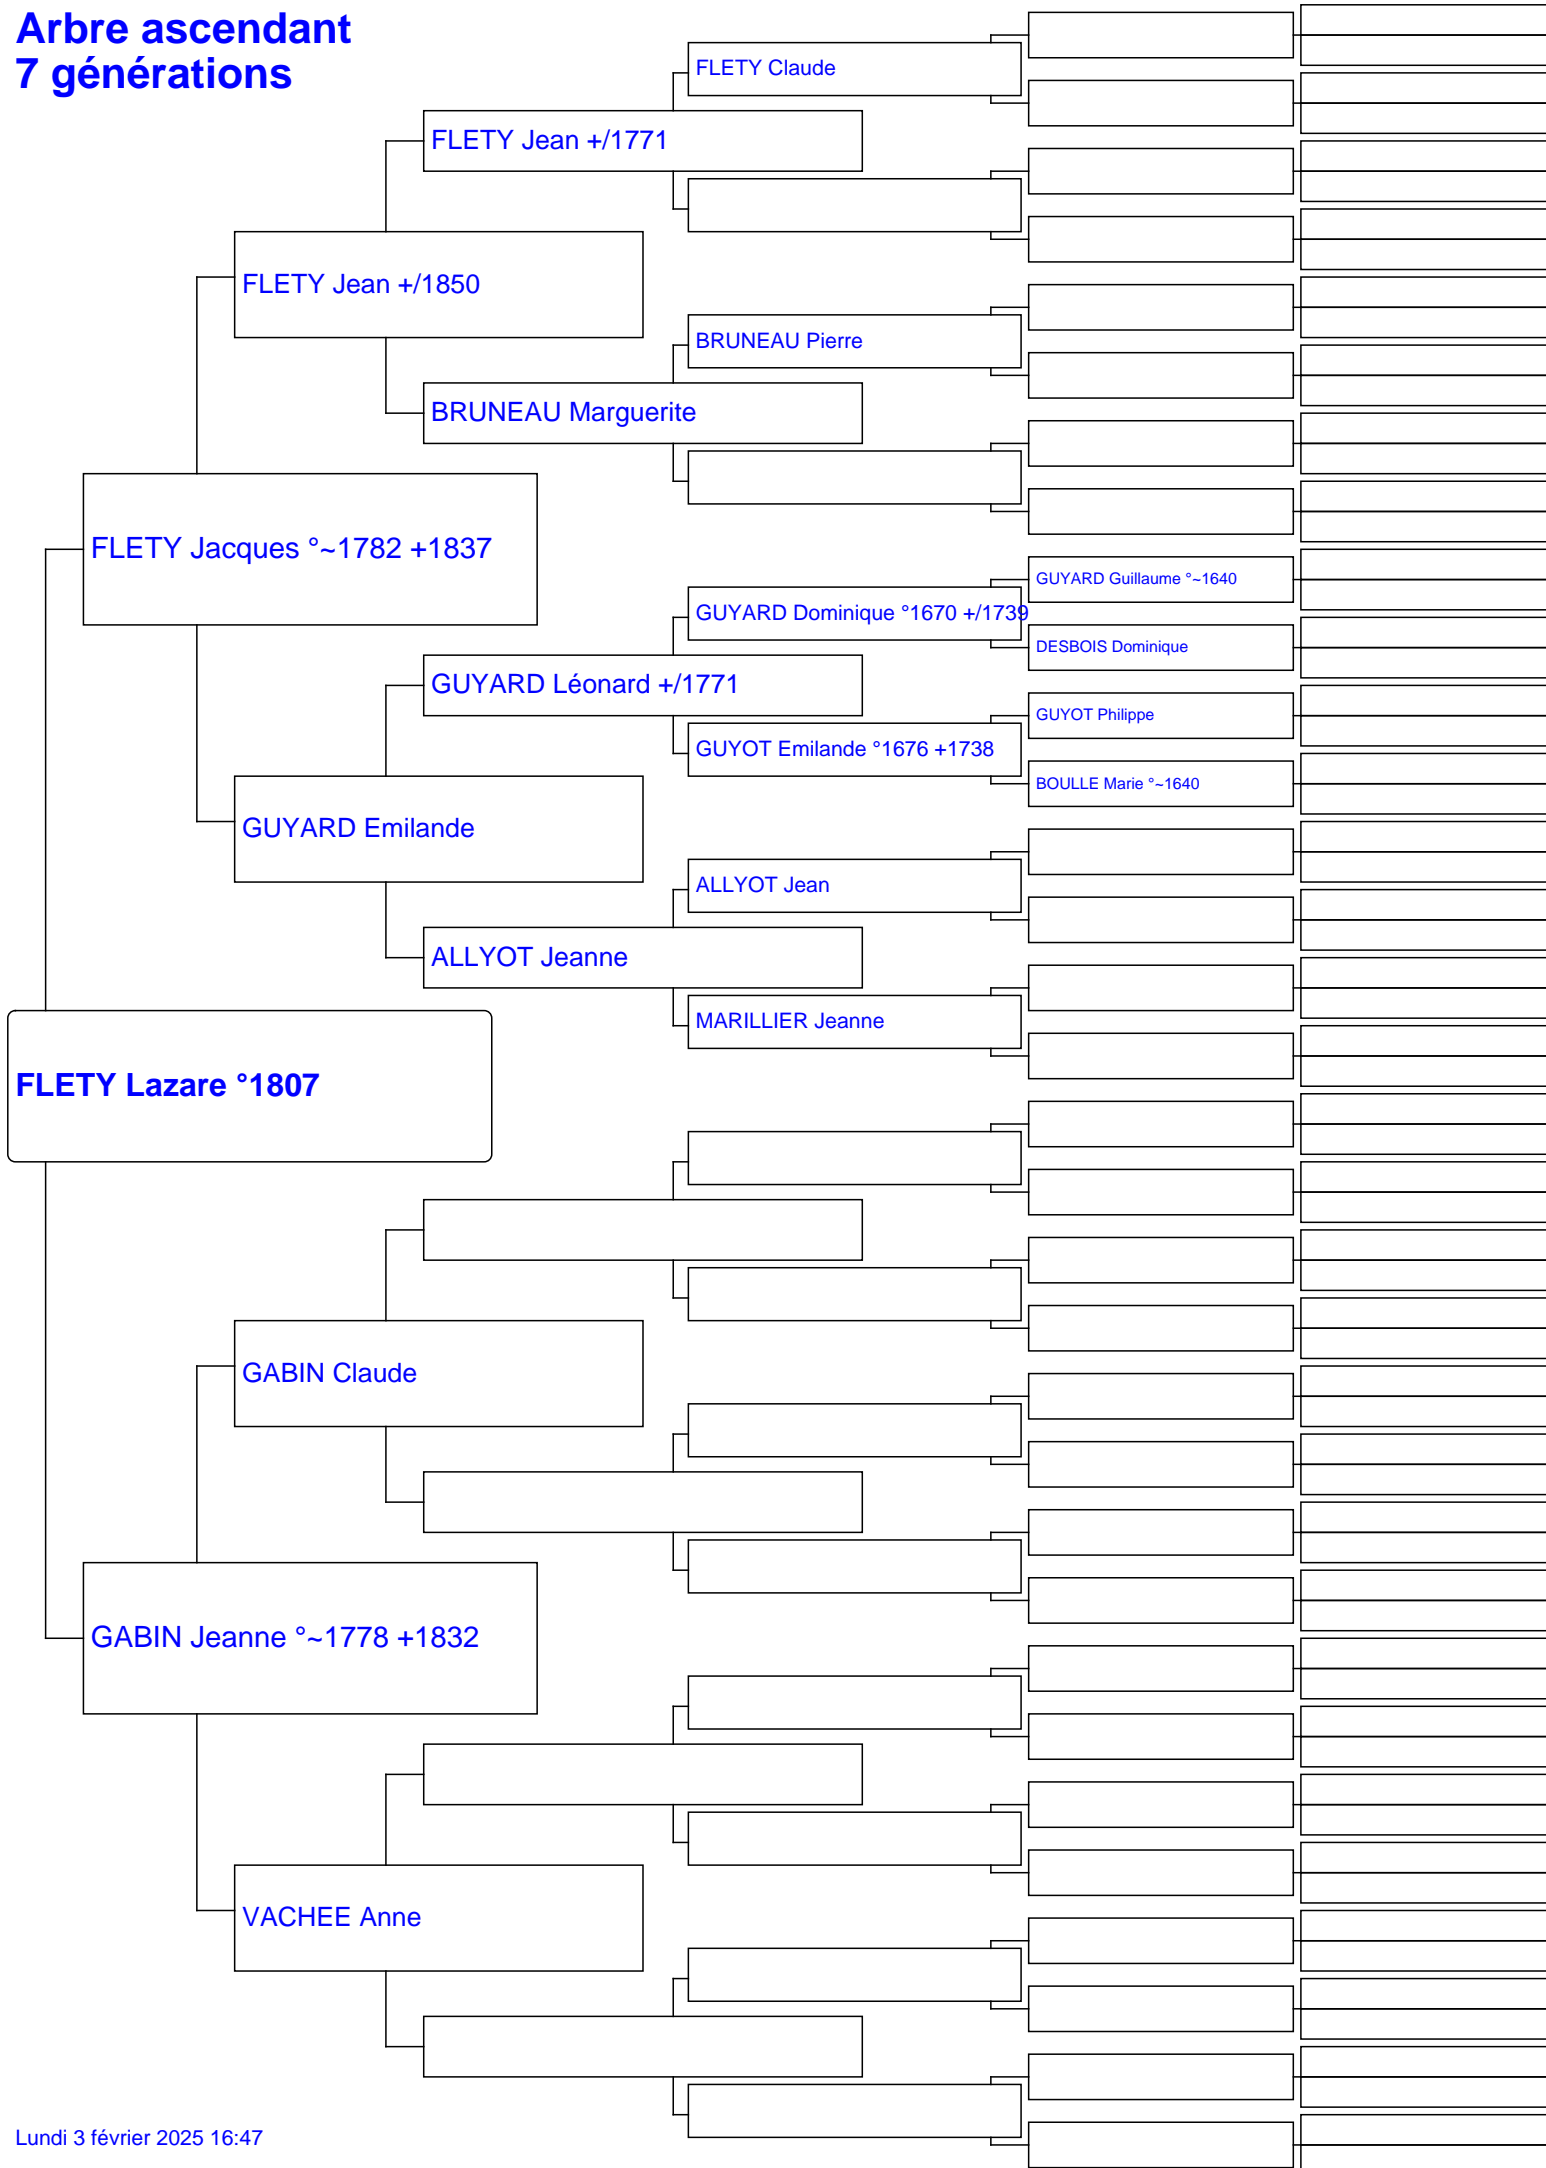 Arbre ascendant
7 générations
FLETY Claude
FLETY Jean +/1771
FLETY Jean +/1850
BRUNEAU Pierre
BRUNEAU Marguerite
FLETY Jacques °~1782 +1837
GUYARD Guillaume °~1640
GUYARD Dominique °1670 +/1739
DESBOIS Dominique
GUYARD Léonard +/1771
GUYOT Philippe
GUYOT Emilande °1676 +1738
BOULLE Marie °~1640
GUYARD Emilande
ALLYOT Jean
ALLYOT Jeanne
MARILLIER Jeanne
FLETY Lazare °1807
GABIN Claude
GABIN Jeanne °~1778 +1832
VACHEE Anne
Lundi 3 février 2025 16:47